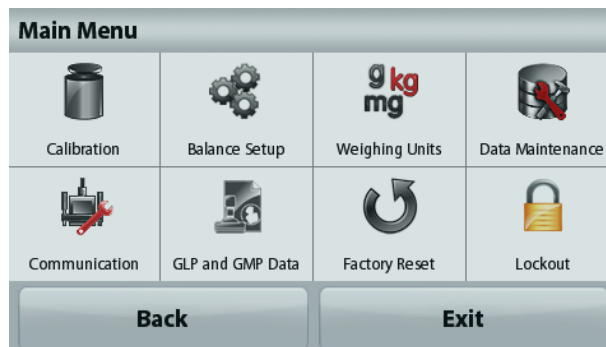 Main Menu
g kg
mg
Calibration
Balance Setup
Weighing Units
Data Maintenance
Communication
GLP and GMP Data
Factory Reset
Lockout
Back
Exit